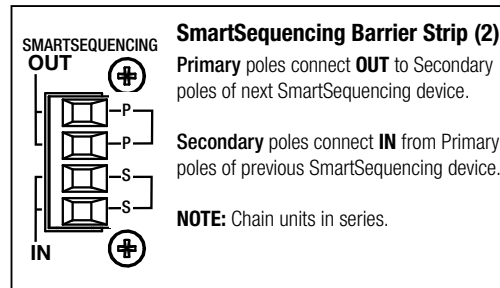 SMARTSEQUENCING
OUT
P
P
S
S
IN
SmartSequencing Barrier Strip (2)
Primary poles connect OUT to Secondary
poles of next SmartSequencing device.
Secondary poles connect IN from Primary
poles of previous SmartSequencing device.
NOTE: Chain units in series.